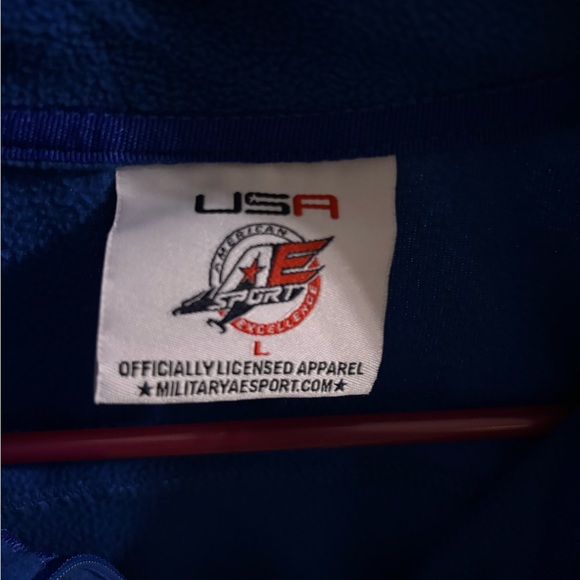 USA
AMERICAN
AE
SPORT
EXCELLENCE
L
OFFICIALLY LICENSED APPAREL
★MILITARYAESPORT.COM★